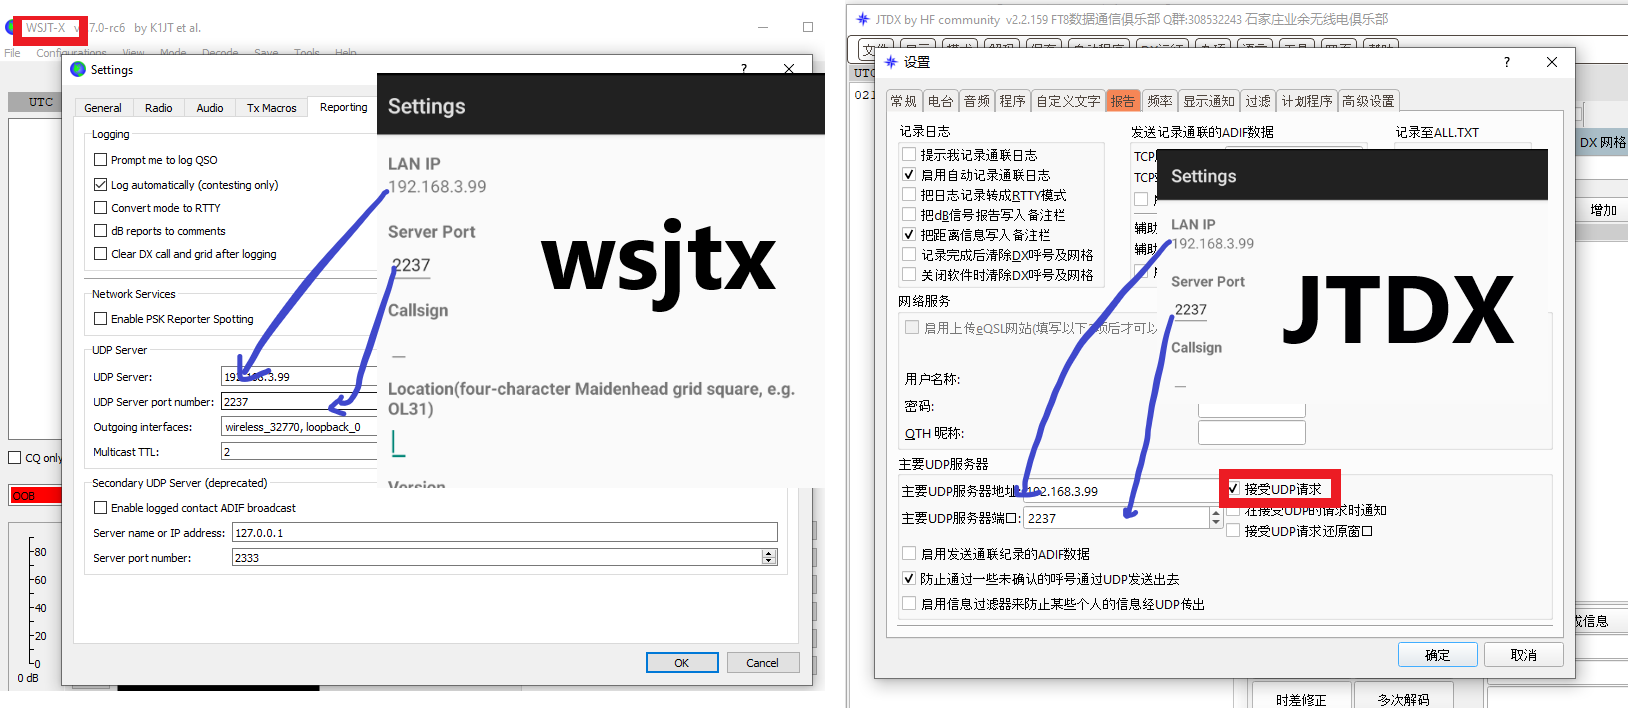 WSJT-X v 7.0-rc6 by K1JT et al.
File Configurations View Mode Decode Save Tools Help
Settings
?
UTC
General Radio Audio Tx Macros Reporting
Logging
Prompt me to log QSO
Log automatically (contesting only)
Convert mode to RTTY
dB reports to comments
Clear DX call and grid after logging
Network Services
Enable PSK Reporter Spotting
UDP Server
UDP Server: 192.168.3.99
UDP Server port number: 2237
Outgoing interfaces: wireless_32770, loopback_0
Multicast TTL: 2
Secondary UDP Server (deprecated)
Enable logged contact ADIF broadcast
Server name or IP address: 127.0.0.1
Server port number: 2333
OK Cancel
CQ only
OOB
80
60
40
20
0
0 dB
Settings
LAN IP
192.168.3.99
Server Port
2237
Callsign
Location(four-character Maidenhead grid square, e.g.
OL31)
Version
wsjtx
JTDX by HF community v2.2.159 FT8数据通信俱乐部 Q群:308532243 石家庄业余无线电俱乐部
UTC
021
设置
?
常规 电台 音频 程序 自定义文字 报告 频率 显示通知 过滤 计划程序 高级设置
记录日志
提示我记录通联日志
启用自动记录通联日志
把日志记录转成RTTY模式
把dB信号报告写入备注栏
把距离信息写入备注栏
记录完成后清除DX呼号及网格
关闭软件时清除DX呼号及网格
发送记录通联的ADIF数据
TCP
TCP
辅助
辅助
记录至ALL.TXT
网络服务
启用上传eQSL网站(填写以下 项后才可以
用户名称:
密码:
QTH 昵称:
主要UDP服务器
主要UDP服务器地址: 192.168.3.99
主要UDP服务器端口: 2237
接受UDP请求
在接受UDP的请求时通知
接受UDP请求还原窗口
启用发送通联纪录的ADIF数据
防止通过一些未确认的呼号通过UDP发送出去
启用信息过滤器来防止某些个人的信息经UDP传出
确定 取消
Settings
LAN IP
192.168.3.99
Server Port
2237
Callsign
JTDX
DX 网格
增加
成信息
时差修正 多次解码